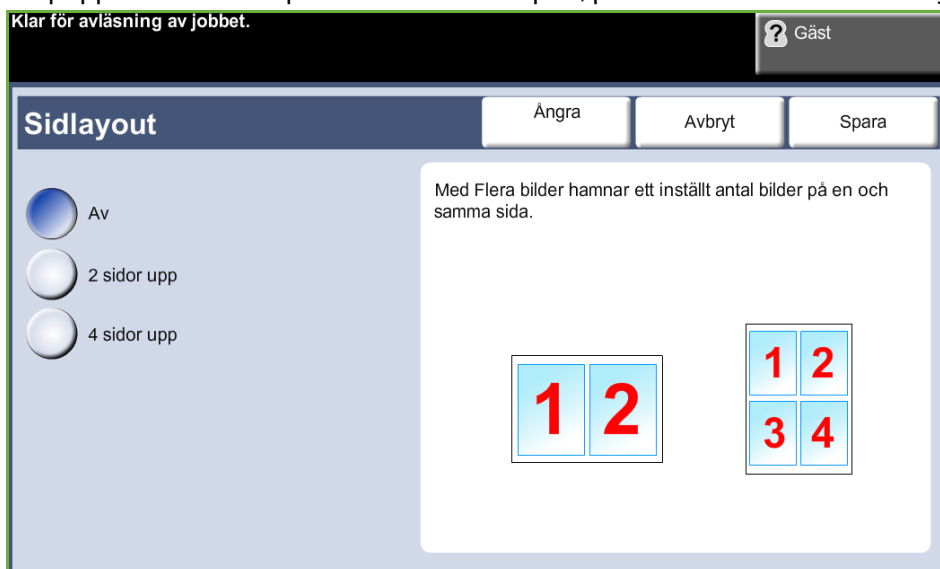 Klar för avläsning av jobbet.
? Gäst
Sidlayout
Ångra
Avbryt
Spara
Av
2 sidor upp
4 sidor upp
Med Flera bilder hamnar ett inställt antal bilder på en och
samma sida.
1 2
1 2
3 4